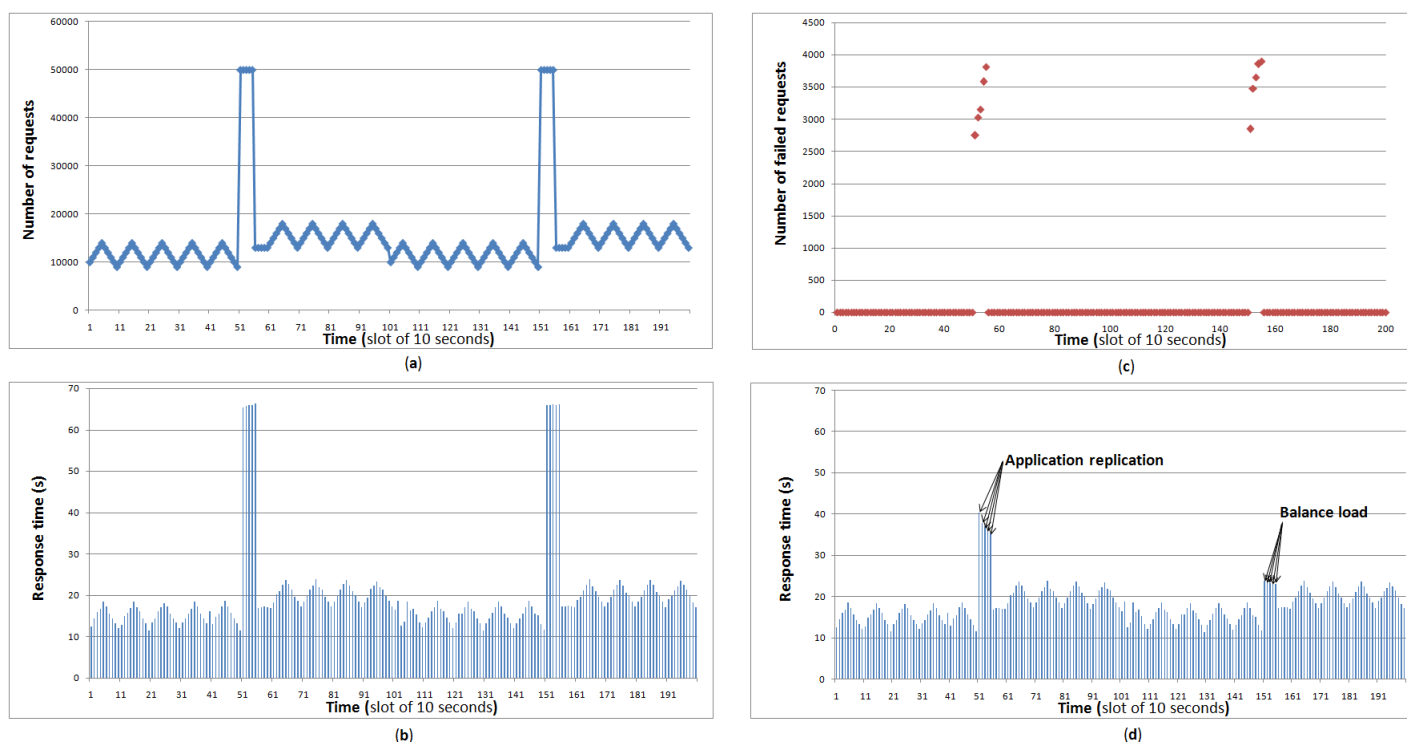 60000
50000
40000
30000
20000
10000
0
Number of requests
1 11 21 31 41 51 61 71 81 91 101 111 121 131 141 151 161 171 181 191
Time (slot of 10 seconds)
(a)
4500
4000
3500
3000
2500
2000
1500
1000
500
0
Number of failed requests
0 20 40 60 80 100 120 140 160 180 200
Time (slot of 10 seconds)
(c)
70
60
50
40
30
20
10
0
Response time (s)
1 11 21 31 41 51 61 71 81 91 101 111 121 131 141 151 161 171 181 191
Time (slot of 10 seconds)
(b)
70
60
50
40
30
20
10
0
Response time (s)
Application replication
Balance load
1 11 21 31 41 51 61 71 81 91 101 111 121 131 141 151 161 171 181 191
Time (slot of 10 seconds)
(d)